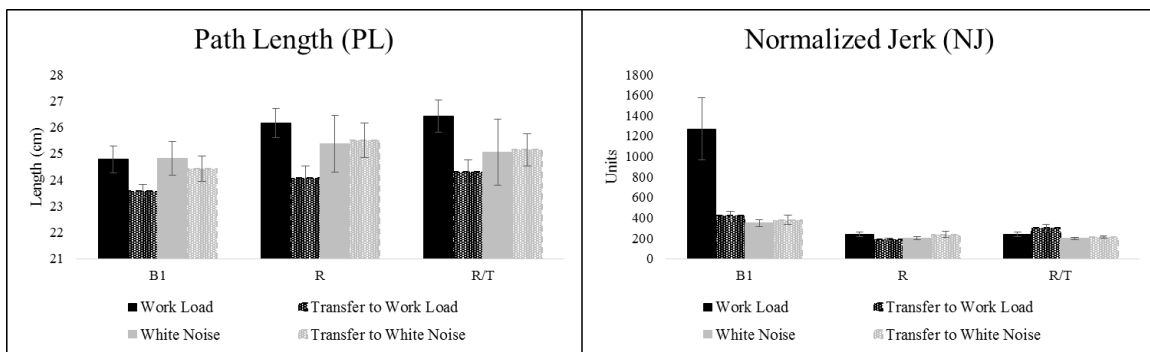 Path Length (PL)
Length (cm)
28
27
26
25
24
23
22
21
B1
R
R/T
Work Load
Transfer to Work Load
White Noise
Transfer to White Noise
Normalized Jerk (NJ)
Units
1800
1600
1400
1200
1000
800
600
400
200
0
B1
R
R/T
Work Load
Transfer to Work Load
White Noise
Transfer to White Noise